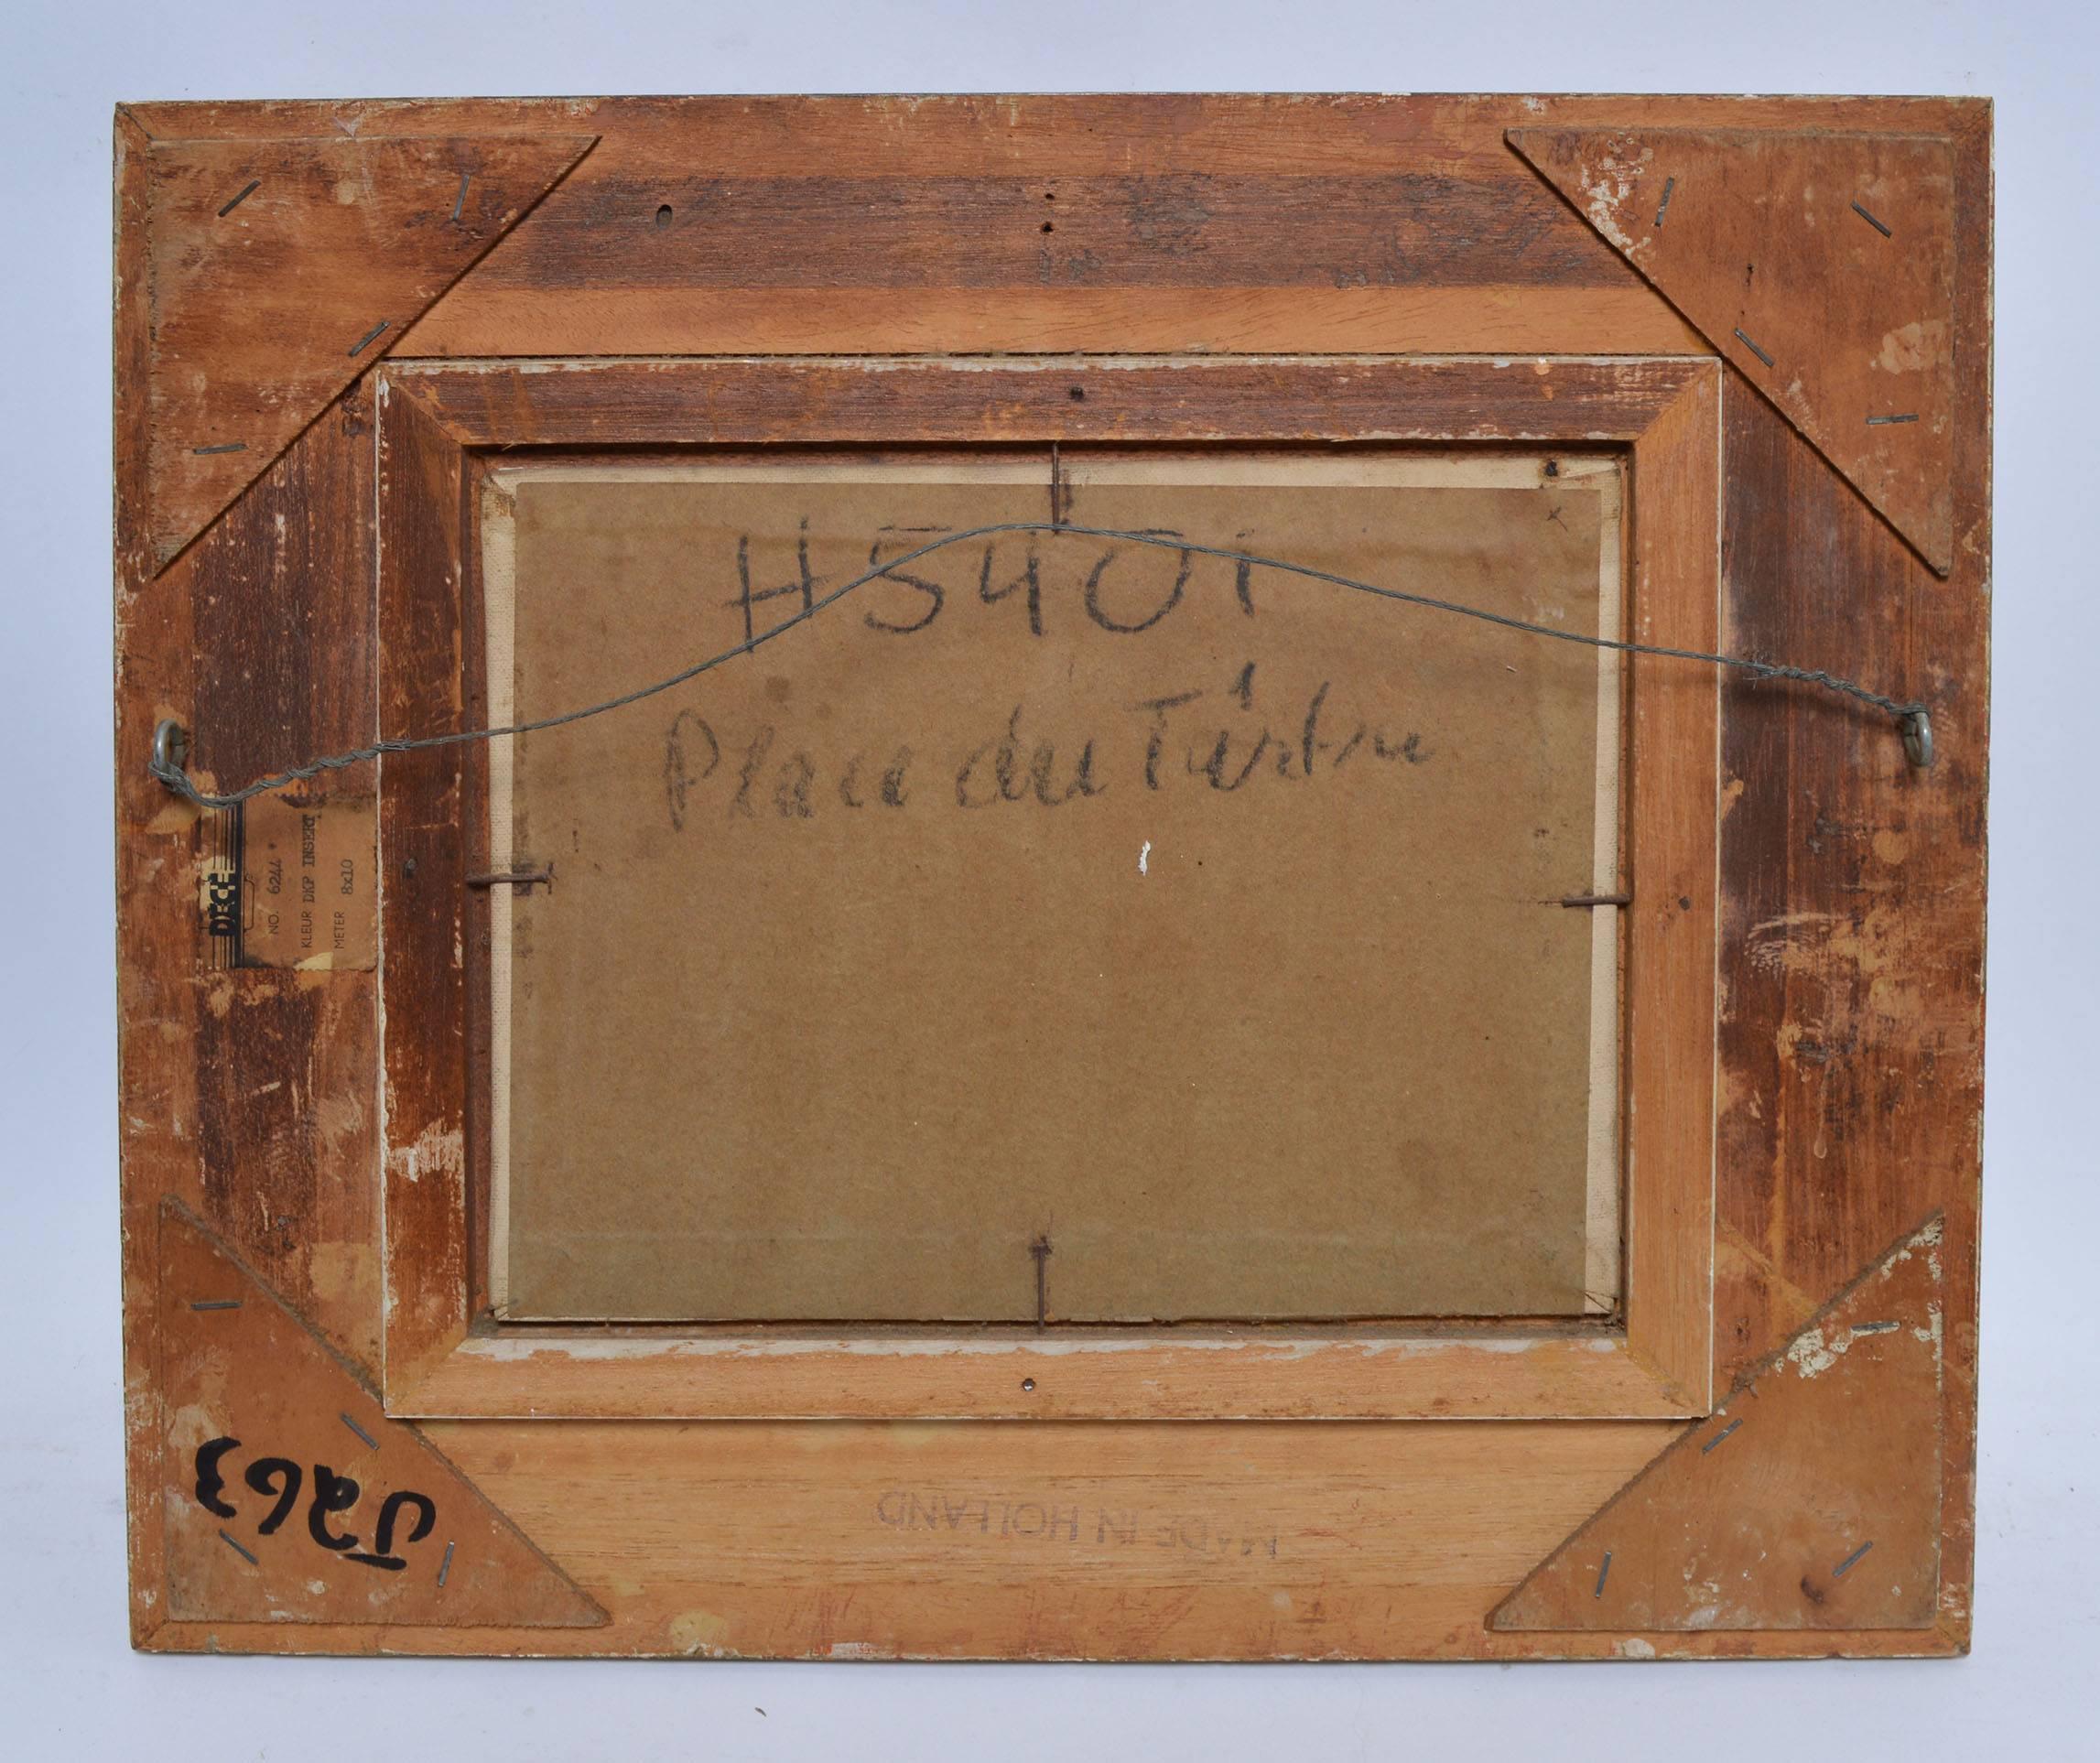 H5401
Place du Tertre
DECE
NO. 6244 *
KLEUR DKP INSERT
METER 8x10
J263
MADE IN HOLLAND